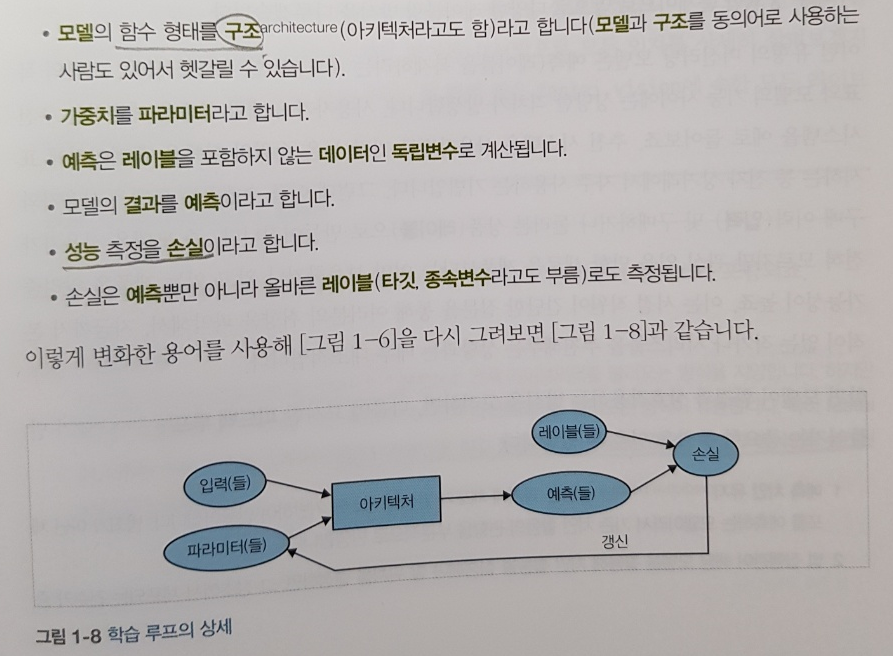 • 모델의 함수 형태를 구조architecture(아키텍처라고도 함)라고 합니다(모델과 구조를 동의어로 사용하는
사람도 있어서 헷갈릴 수 있습니다).
• 가중치를 파라미터라고 합니다.
• 예측은 레이블을 포함하지 않는 데이터인 독립변수로 계산됩니다.
• 모델의 결과를 예측이라고 합니다.
• 성능 측정을 손실이라고 합니다.
• 손실은 예측뿐만 아니라 올바른 레이블(타깃, 종속변수라고도 부름)로도 측정됩니다.
이렇게 변화한 용어를 사용해 [그림 1-6]을 다시 그려보면 [그림 1-8]과 같습니다.
레이블(들)
손실
입력(들)
아키텍처
예측(들)
파라미터(들)
갱신
그림 1-8 학습 루프의 상세